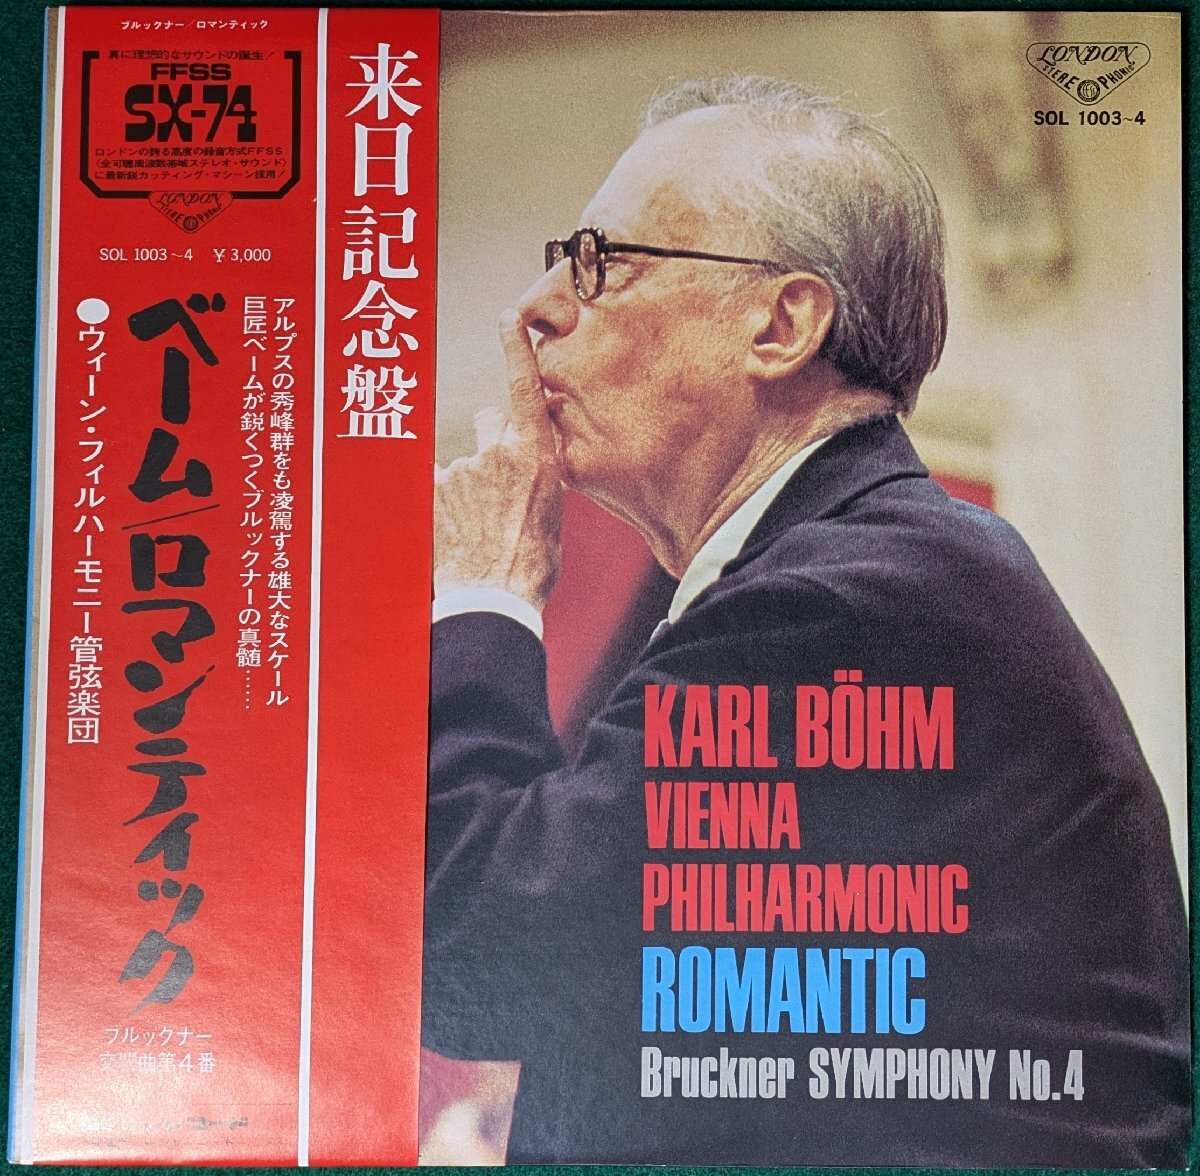 ブルックナー/ロマンティック
真に理想的なサウンドの誕生!
FFSS
SX-74
ロンドンの誇る高度の録音方式FFSS
(全可聴周波数帯域ステレオ・サウンド)
に最新鋭カッティング・マシーン採用!
LONDON
STEREOPHONIC
SOL 1003~4 ¥3,000
来日記念盤
アルプスの秀峰群をも凌駕する雄大なスケール
巨匠ベームが鋭くつくブルックナーの真髄……
ベーム/ロマンティック
●ウィーン・フィルハーモニー管弦楽団
ブルックナー
交響曲第4番
LONDON
STEREOPHONIC
FFSS
SOL 1003~4
KARL BÖHM
VIENNA
PHILHARMONIC
ROMANTIC
Bruckner SYMPHONY No.4